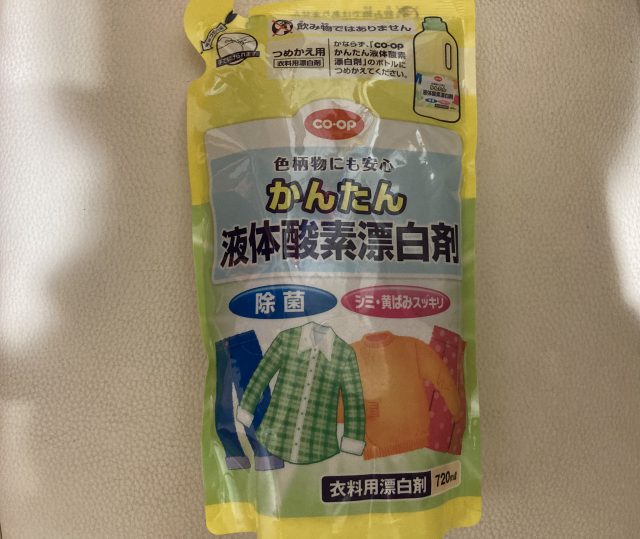 飲み物ではありません
つめかえ用
衣料用漂白剤
かならず、「CO·OP
かんたん液体酸素
漂白剤」のボトルに
つめかえてください。
CO·OP
色柄物にも安心
かんたん
液体酸素漂白剤
除菌
シミ・黄ばみスッキリ
衣料用漂白剤
720ml